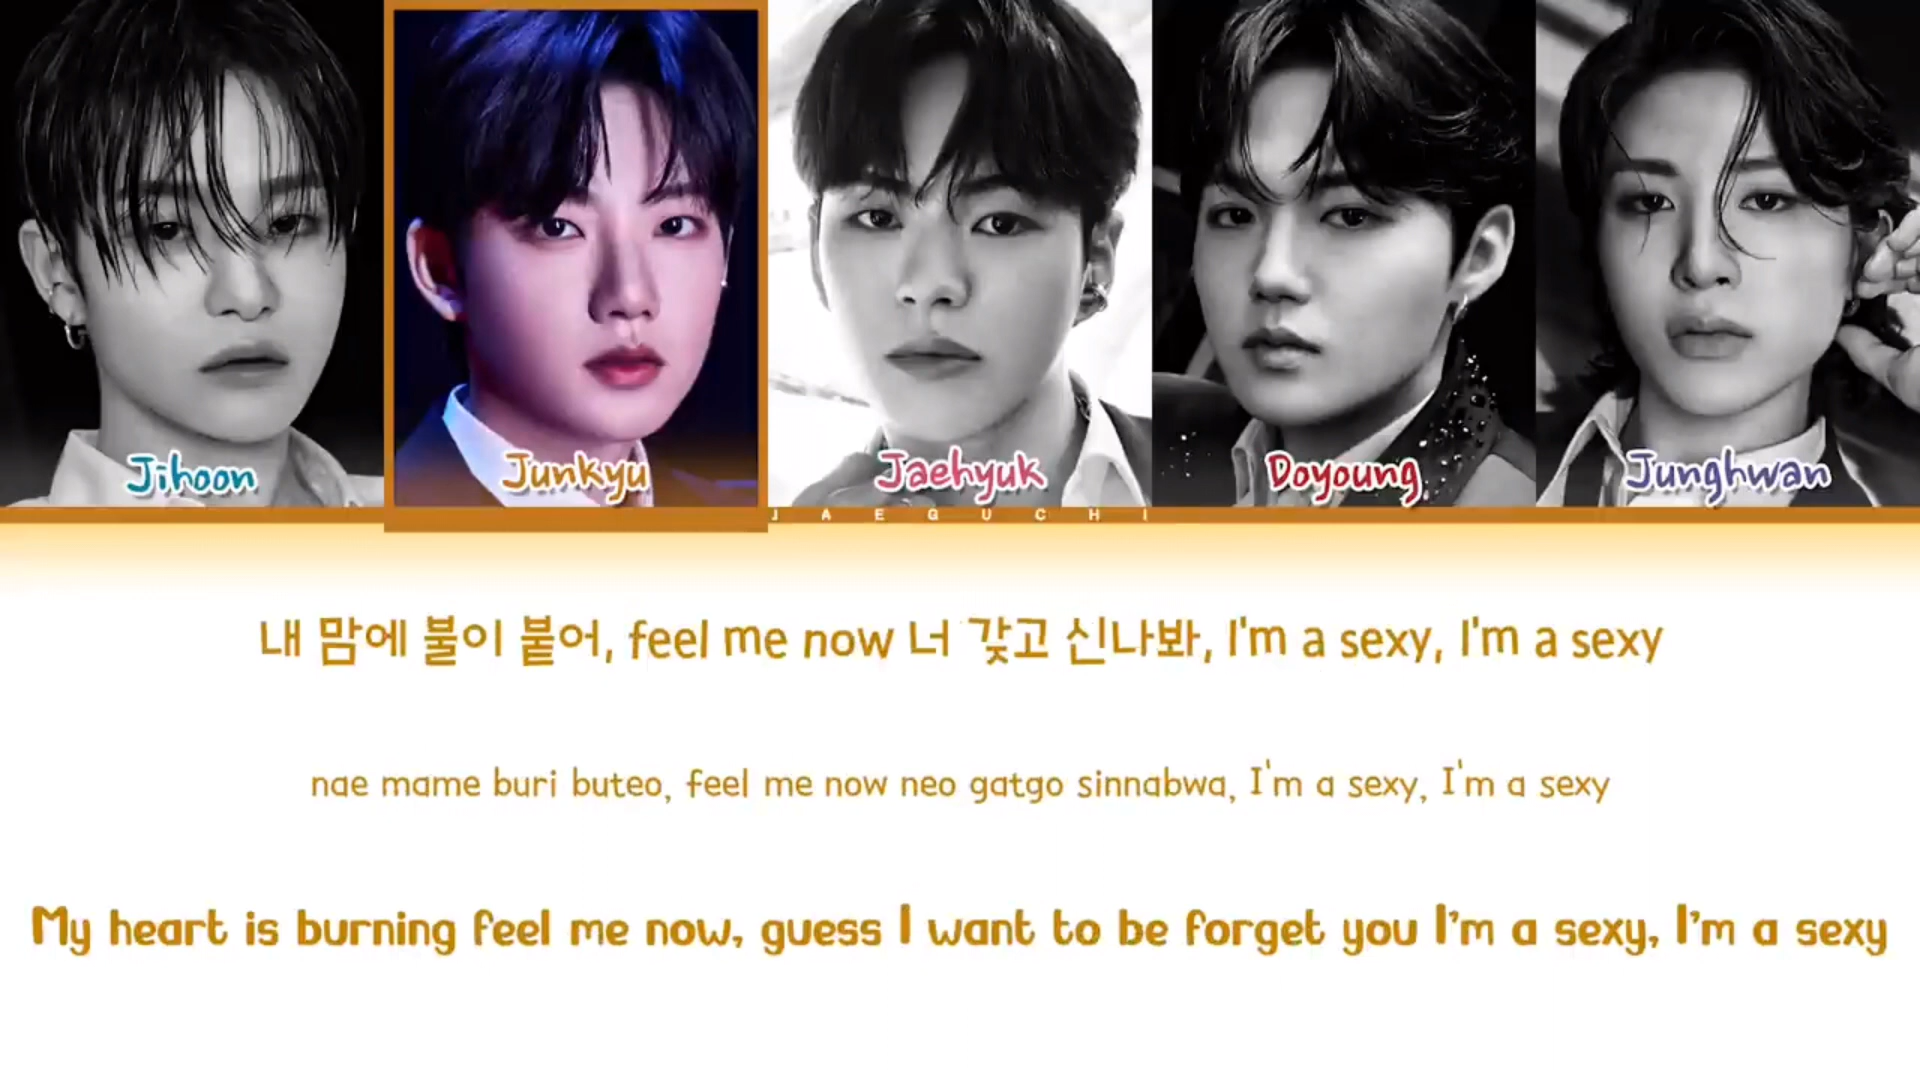 Jihoon
Junkyu
Jaehyuk
Doyoung
Junghwan
JAEGUCHI
내 맘에 불이 붙어, feel me now 너 갖고 신나봐, I'm a sexy, I'm a sexy
nae mame buri buteo, feel me now neo gatgo sinnabwa, I'm a sexy, I'm a sexy
My heart is burning feel me now, guess I want to be forget you I'm a sexy, I'm a sexy